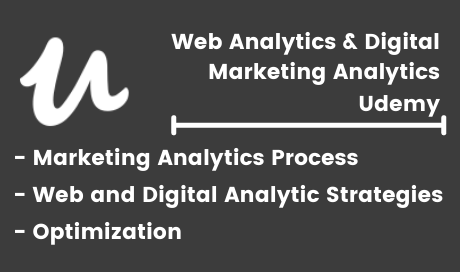 Web Analytics & Digital
Marketing Analytics
Udemy
- Marketing Analytics Process
- Web and Digital Analytic Strategies
- Optimization